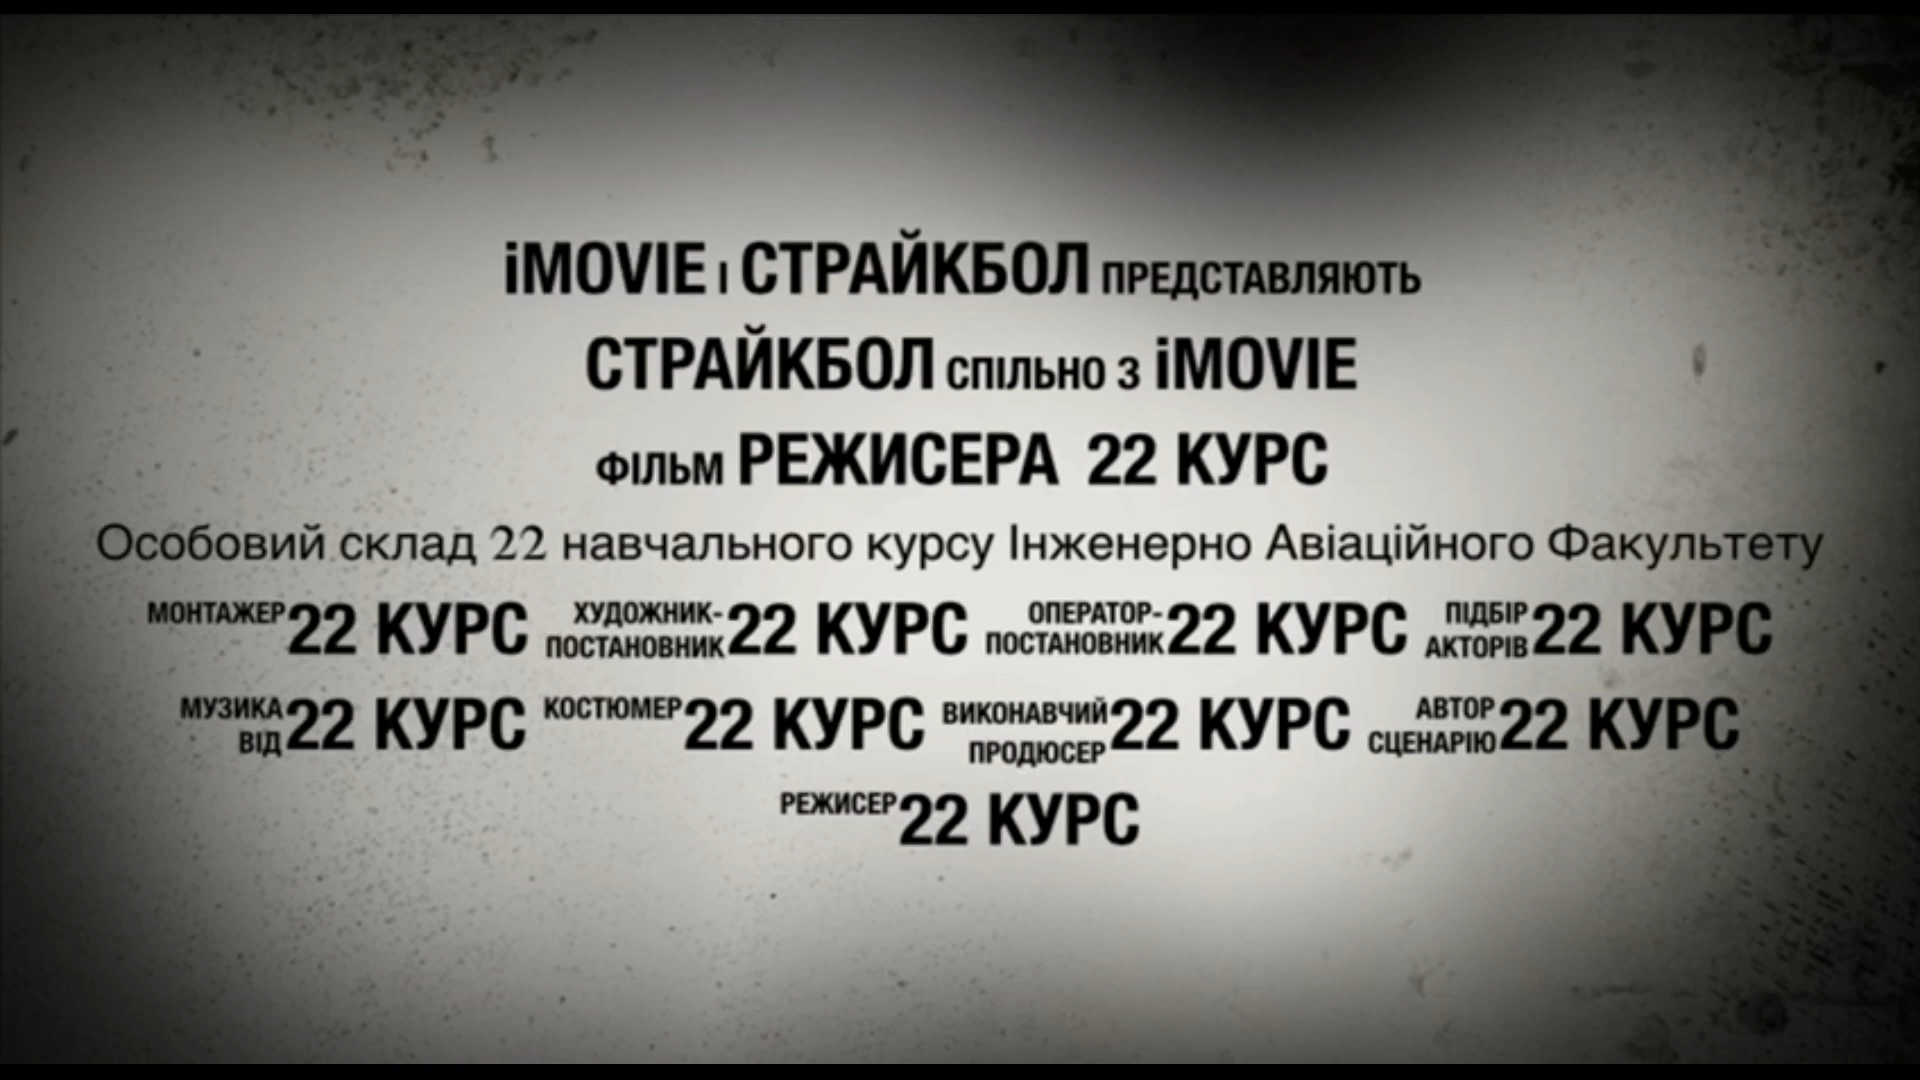 iMOVIE І СТРАЙКБОЛ ПРЕДСТАВЛЯЮТЬ
СТРАЙКБОЛ СПІЛЬНО З iMOVIE
ФІЛЬМ РЕЖИСЕРА 22 КУРС
Особовий склад 22 навчального курсу Інженерно Авіаційного Факультету
МОНТАЖЕР 22 КУРС ХУДОЖНИК-ПОСТАНОВНИК 22 КУРС ОПЕРАТОР-ПОСТАНОВНИК 22 КУРС ПІДБІР АКТОРІВ 22 КУРС
МУЗИКА ВІД 22 КУРС КОСТЮМЕР 22 КУРС ВИКОНАВЧИЙ ПРОДЮСЕР 22 КУРС АВТОР СЦЕНАРІЮ 22 КУРС
РЕЖИСЕР 22 КУРС